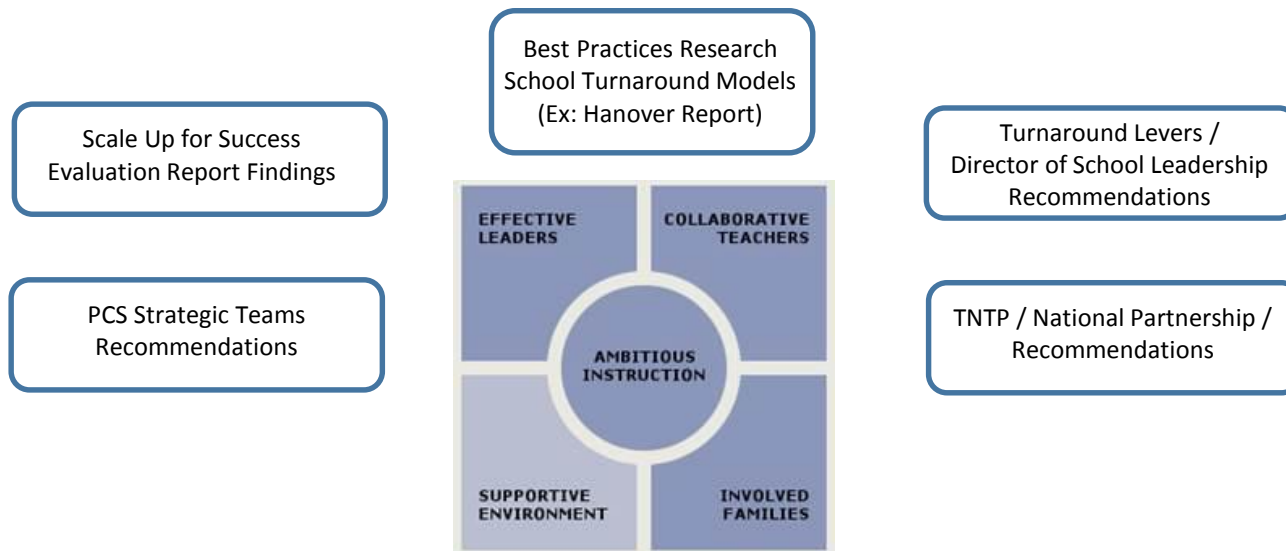 Best Practices Research
School Turnaround Models
(Ex: Hanover Report)
Scale Up for Success
Evaluation Report Findings
Turnaround Levers /
Director of School Leadership
Recommendations
PCS Strategic Teams
Recommendations
TNTP / National Partnership /
Recommendations
EFFECTIVE
LEADERS
COLLABORATIVE
TEACHERS
AMBITIOUS
INSTRUCTION
SUPPORTIVE
ENVIRONMENT
INVOLVED
FAMILIES